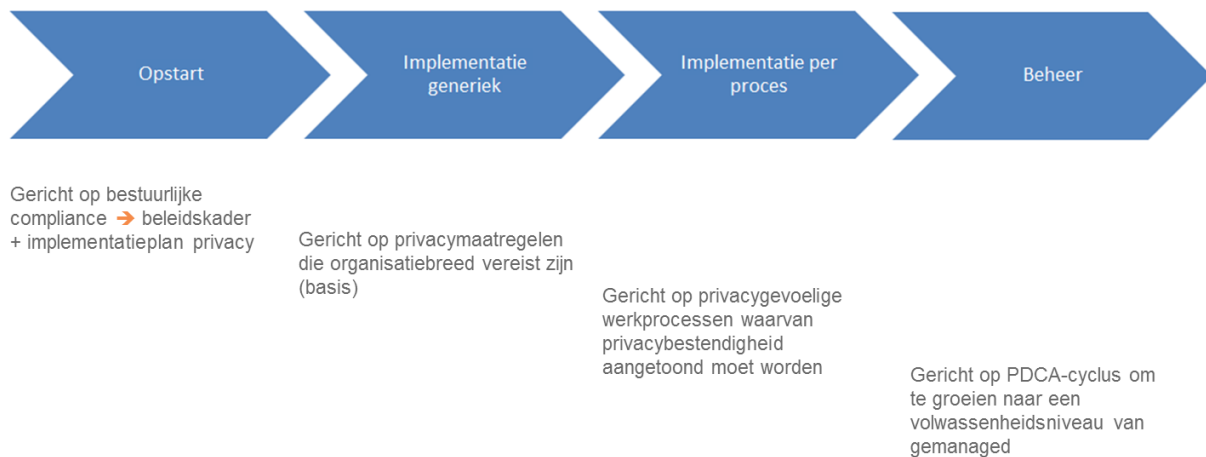 Opstart
Implementatie
generiek
Implementatie per
proces
Beheer
Gericht op bestuurlijke
compliance ➔ beleidskader
+ implementatieplan privacy
Gericht op privacymaatregelen
die organisatiebreed vereist zijn
(basis)
Gericht op privacygevoelige
werkprocessen waarvan
privacybestendigheid
aangetoond moet worden
Gericht op PDCA-cyclus om
te groeien naar een
volwassenheidsniveau van
gemanaged